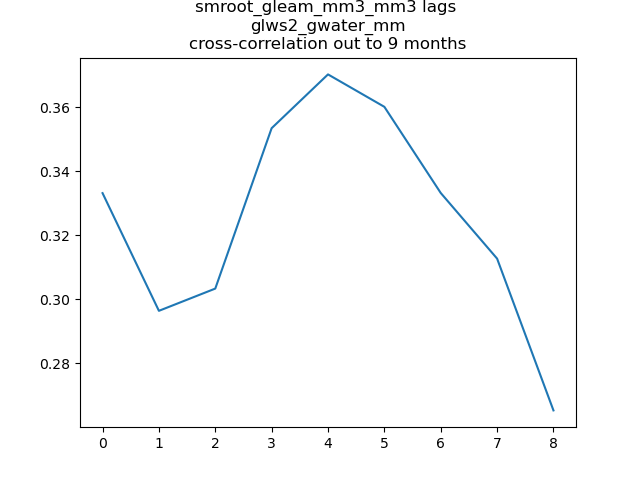 smroot_gleam_mm3_mm3 lags
glws2_gwater_mm
cross-correlation out to 9 months
0.36
0.34
0.32
0.30
0.28
0 1 2 3 4 5 6 7 8